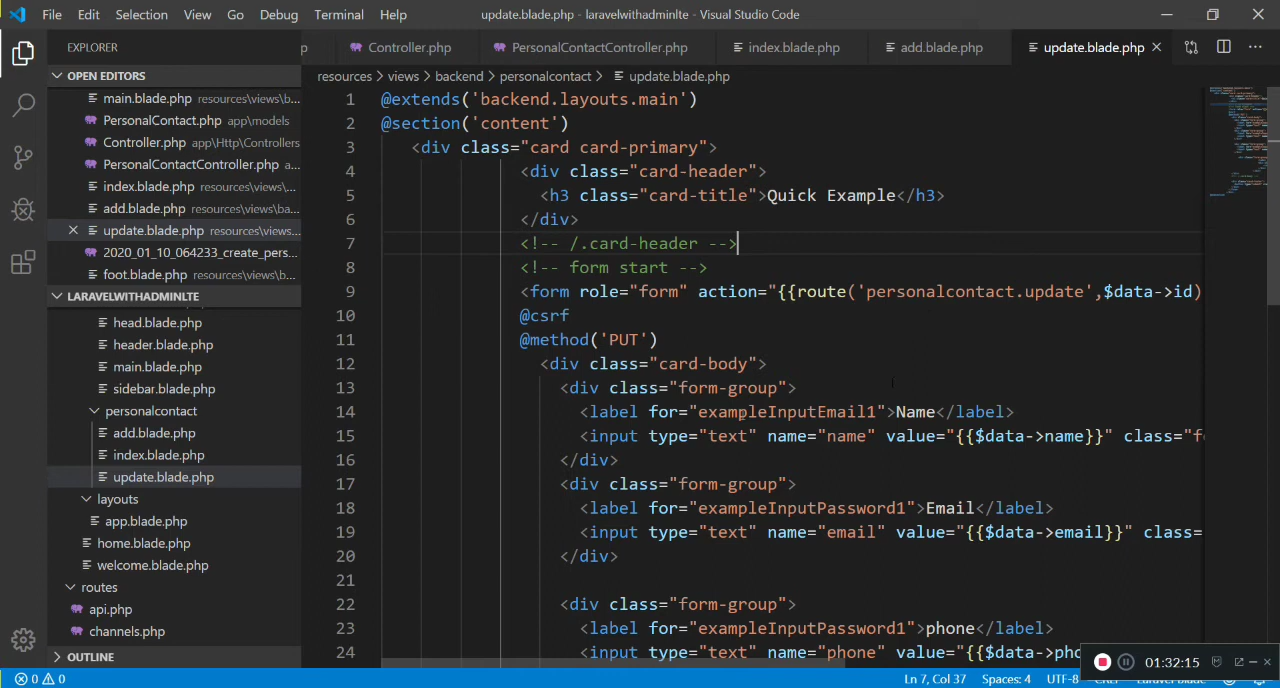 File Edit Selection View Go Debug Terminal Help update.blade.php - laravelwithadminlte - Visual Studio Code
EXPLORER
p Controller.php PersonalContactController.php index.blade.php add.blade.php update.blade.php
OPEN EDITORS
main.blade.php resources\views\b...
PersonalContact.php app\models
Controller.php app\Http\Controllers
PersonalContactController.php a...
index.blade.php resources\views\...
add.blade.php resources\views\ba...
update.blade.php resources\views...
2020_01_10_064233_create_pers...
foot.blade.php resources\views\b...
LARAVELWITHADMINLTE
head.blade.php
header.blade.php
main.blade.php
sidebar.blade.php
personalcontact
add.blade.php
index.blade.php
update.blade.php
layouts
app.blade.php
home.blade.php
welcome.blade.php
routes
api.php
channels.php
OUTLINE
resources > views > backend > personalcontact > update.blade.php
1 @extends('backend.layouts.main')
2 @section('content')
3 <div class="card card-primary">
4 <div class="card-header">
5 <h3 class="card-title">Quick Example</h3>
6 </div>
7 <!-- /.card-header -->
8 <!-- form start -->
9 <form role="form" action="{{route('personalcontact.update',$data->id)
10 @csrf
11 @method('PUT')
12 <div class="card-body">
13 <div class="form-group">
14 <label for="exampleInputEmail1">Name</label>
15 <input type="text" name="name" value="{{$data->name}}" class="f
16 </div>
17 <div class="form-group">
18 <label for="exampleInputPassword1">Email</label>
19 <input type="text" name="email" value="{{$data->email}}" class=
20 </div>
21
22 <div class="form-group">
23 <label for="exampleInputPassword1">phone</label>
24 <input type="text" name="phone" value="{{$data->pho
01:32:15
0 0 Ln 7, Col 37 Spaces: 4 UTF-8